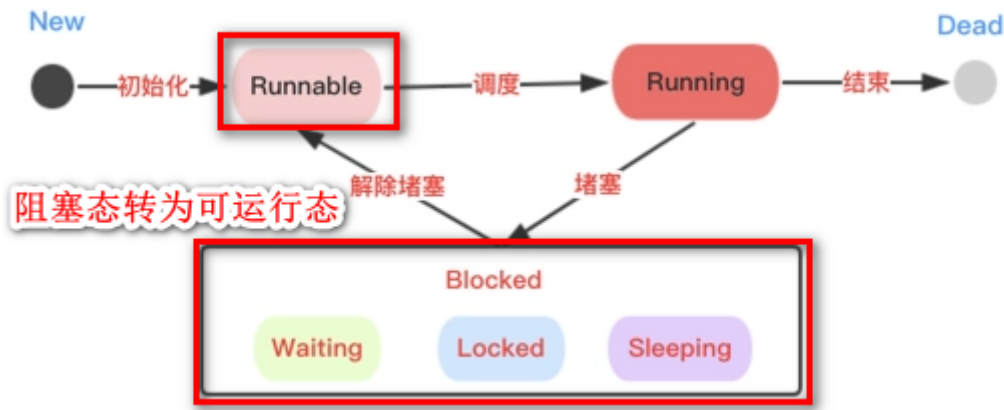 New
Dead
初始化
Runnable
调度
Running
结束
解除堵塞
堵塞
阻塞态转为可运行态
Blocked
Waiting
Locked
Sleeping